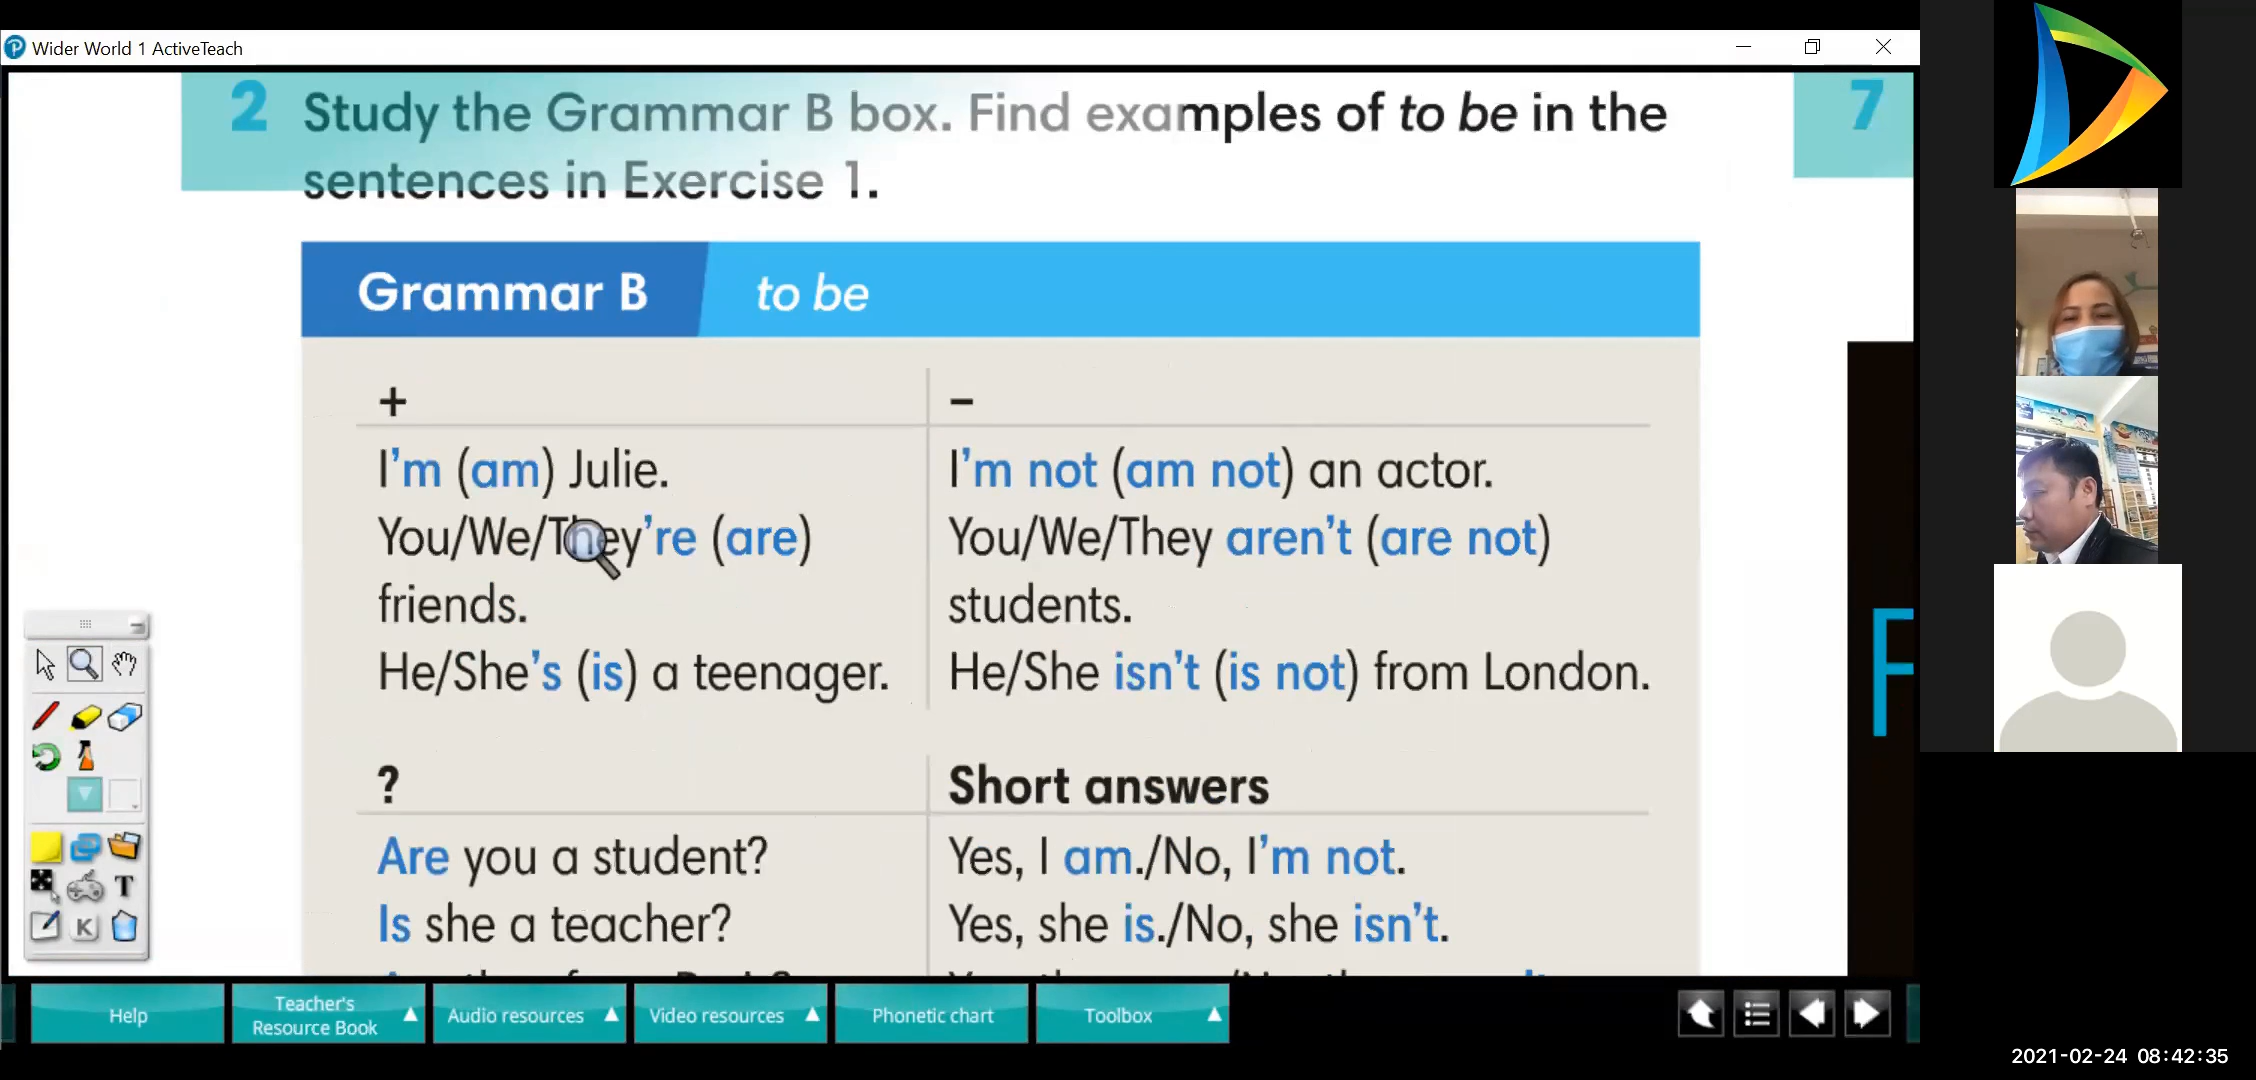 Wider World 1 ActiveTeach
2 Study the Grammar B box. Find examples of to be in the
sentences in Exercise 1.
7
Grammar B to be
+ –
I'm (am) Julie. I'm not (am not) an actor.
You/We/They're (are) You/We/They aren't (are not)
friends. students.
He/She's (is) a teenager. He/She isn't (is not) from London.
? Short answers
Are you a student? Yes, I am./No, I'm not.
Is she a teacher? Yes, she is./No, she isn't.
F
T
K
Help
Teacher's
Resource Book
Audio resources
Video resources
Phonetic chart
Toolbox
2021-02-24 08:42:35